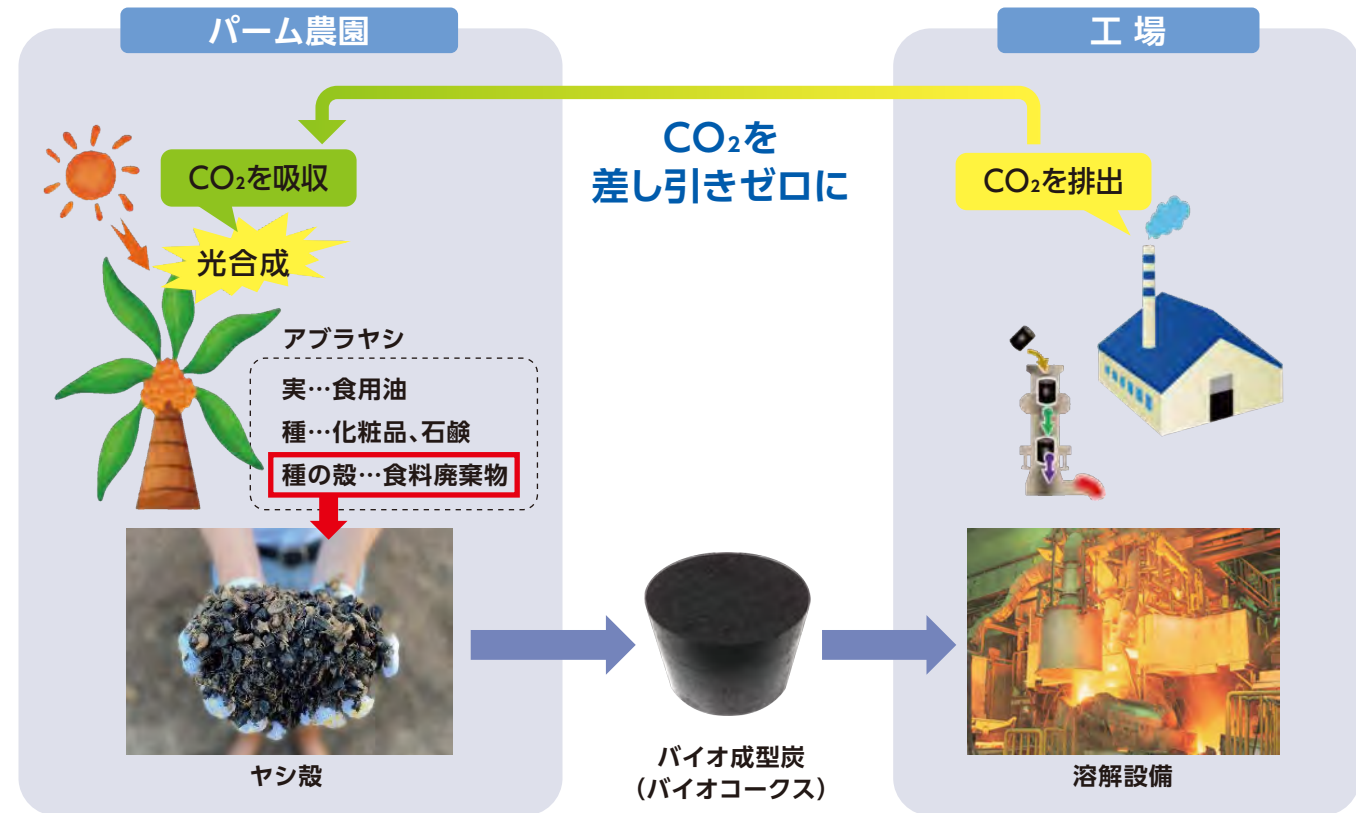 パーム農園
工 場
CO₂を
差し引きゼロに
CO₂を吸収
光合成
CO₂を排出
アブラヤシ
実…食用油
種…化粧品、石鹸
種の殻…食料廃棄物
ヤシ殻
バイオ成型炭
（バイオコークス）
溶解設備